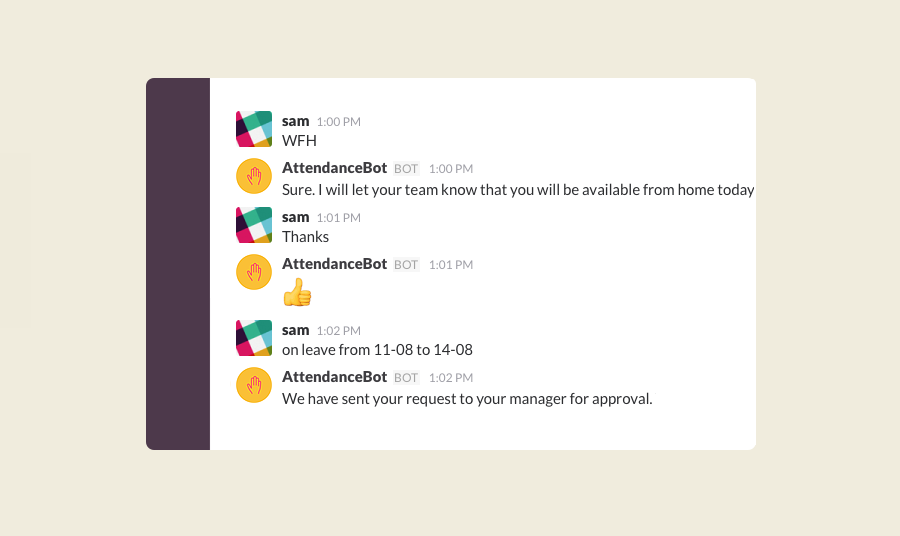 sam 1:00 PM
WFH
AttendanceBot BOT 1:00 PM
Sure. I will let your team know that you will be available from home today
sam 1:01 PM
Thanks
AttendanceBot BOT 1:01 PM
👍
sam 1:02 PM
on leave from 11-08 to 14-08
AttendanceBot BOT 1:02 PM
We have sent your request to your manager for approval.